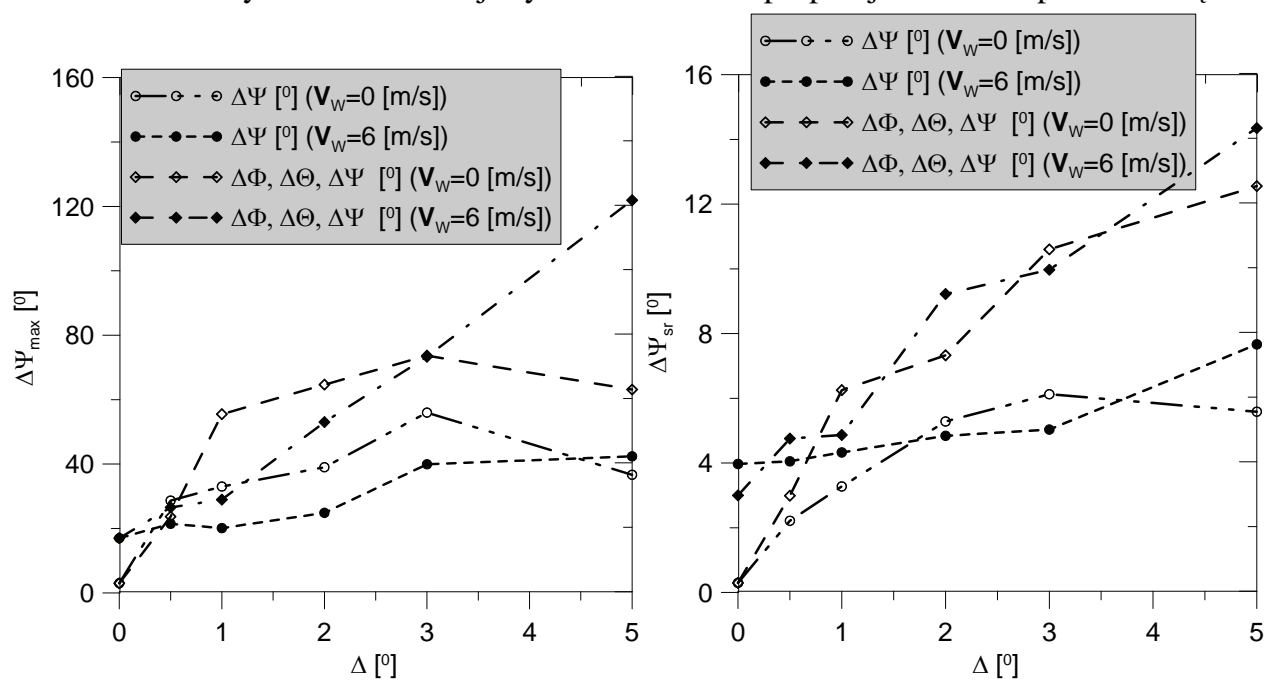 ΔΨ [⁰] (V_W=0 [m/s])
ΔΨ [⁰] (V_W=6 [m/s])
ΔΦ, ΔΘ, ΔΨ [⁰] (V_W=0 [m/s])
ΔΦ, ΔΘ, ΔΨ [⁰] (V_W=6 [m/s])
160
120
80
40
0
ΔΨ_max [⁰]
0 1 2 3 4 5
Δ [⁰]
ΔΨ [⁰] (V_W=0 [m/s])
ΔΨ [⁰] (V_W=6 [m/s])
ΔΦ, ΔΘ, ΔΨ [⁰] (V_W=0 [m/s])
ΔΦ, ΔΘ, ΔΨ [⁰] (V_W=6 [m/s])
16
12
8
4
0
ΔΨ_sr [⁰]
0 1 2 3 4 5
Δ [⁰]